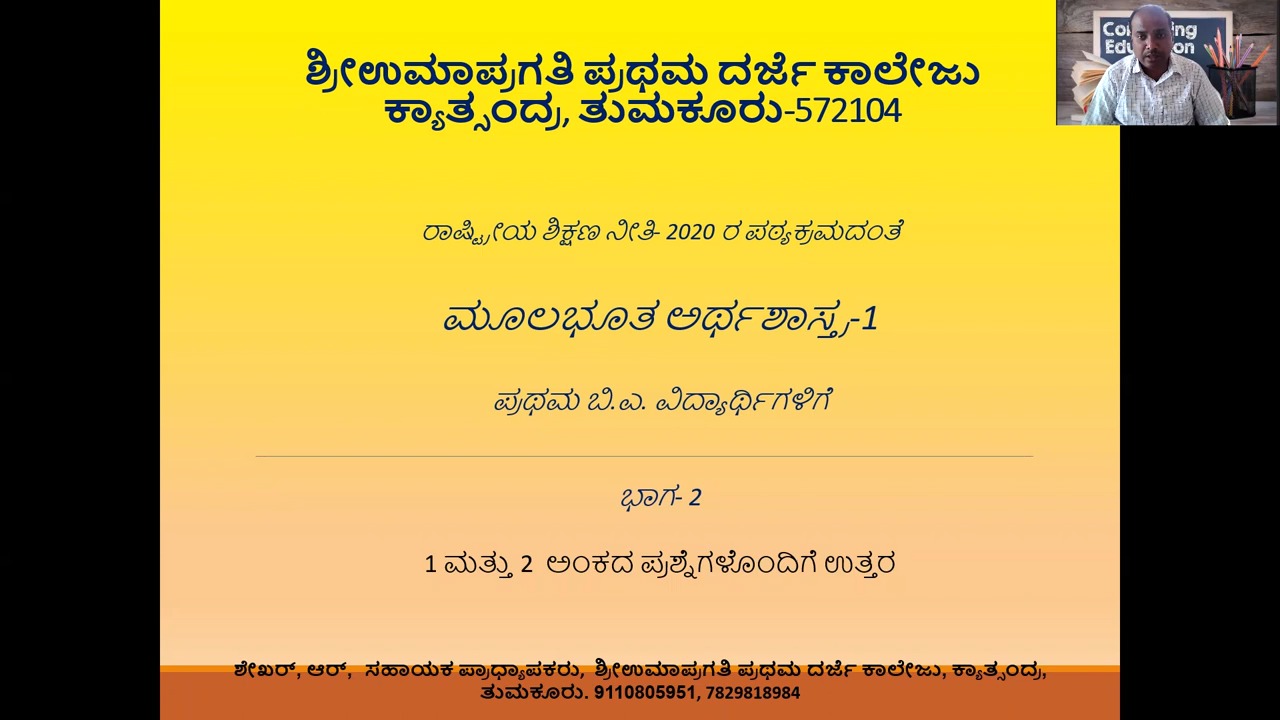 ಶ್ರೀಉಮಾಪ್ರಗತಿ ಪ್ರಥಮ ದರ್ಜೆ ಕಾಲೇಜು
ಕ್ಯಾತ್ಸಂದ್ರ, ತುಮಕೂರು-572104
ರಾಷ್ಟ್ರೀಯ ಶಿಕ್ಷಣ ನೀತಿ- 2020 ರ ಪಠ್ಯಕ್ರಮದಂತೆ
ಮೂಲಭೂತ ಅರ್ಥಶಾಸ್ತ್ರ-1
ಪ್ರಥಮ ಬಿ.ಎ. ವಿದ್ಯಾರ್ಥಿಗಳಿಗೆ
ಭಾಗ- 2
1 ಮತ್ತು 2 ಅಂಕದ ಪ್ರಶ್ನೆಗಳೊಂದಿಗೆ ಉತ್ತರ
ಶೇಖರ್, ಆರ್, ಸಹಾಯಕ ಪ್ರಾಧ್ಯಾಪಕರು, ಶ್ರೀಉಮಾಪ್ರಗತಿ ಪ್ರಥಮ ದರ್ಜೆ ಕಾಲೇಜು, ಕ್ಯಾತ್ಸಂದ್ರ,
ತುಮಕೂರು. 9110805951, 7829818984